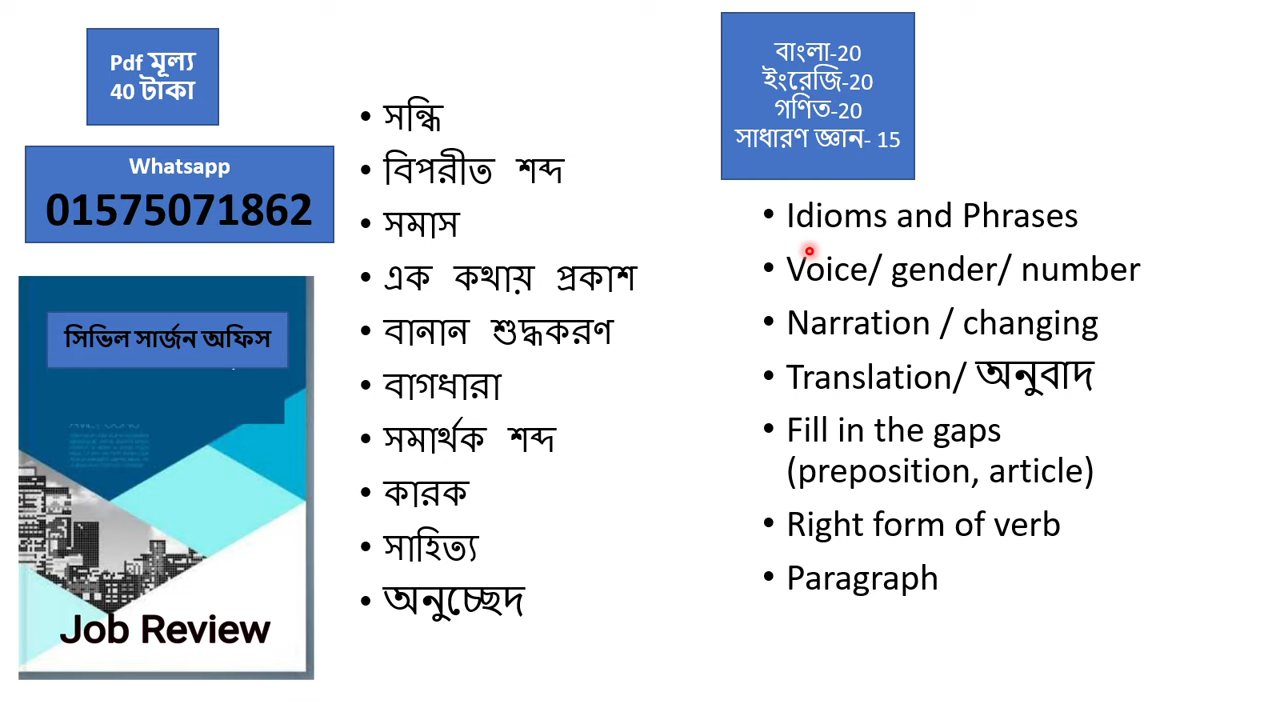 Pdf মূল্য
40 টাকা
Whatsapp
01575071862
সিভিল সার্জন অফিস
Job Review
• সন্ধি
• বিপরীত শব্দ
• সমাস
• এক কথায় প্রকাশ
• বানান শুদ্ধকরণ
• বাগধারা
• সমার্থক শব্দ
• কারক
• সাহিত্য
• অনুচ্ছেদ
বাংলা-20
ইংরেজি-20
গণিত-20
সাধারণ জ্ঞান- 15
• Idioms and Phrases
• Voice/ gender/ number
• Narration / changing
• Translation/ অনুবাদ
• Fill in the gaps
(preposition, article)
• Right form of verb
• Paragraph